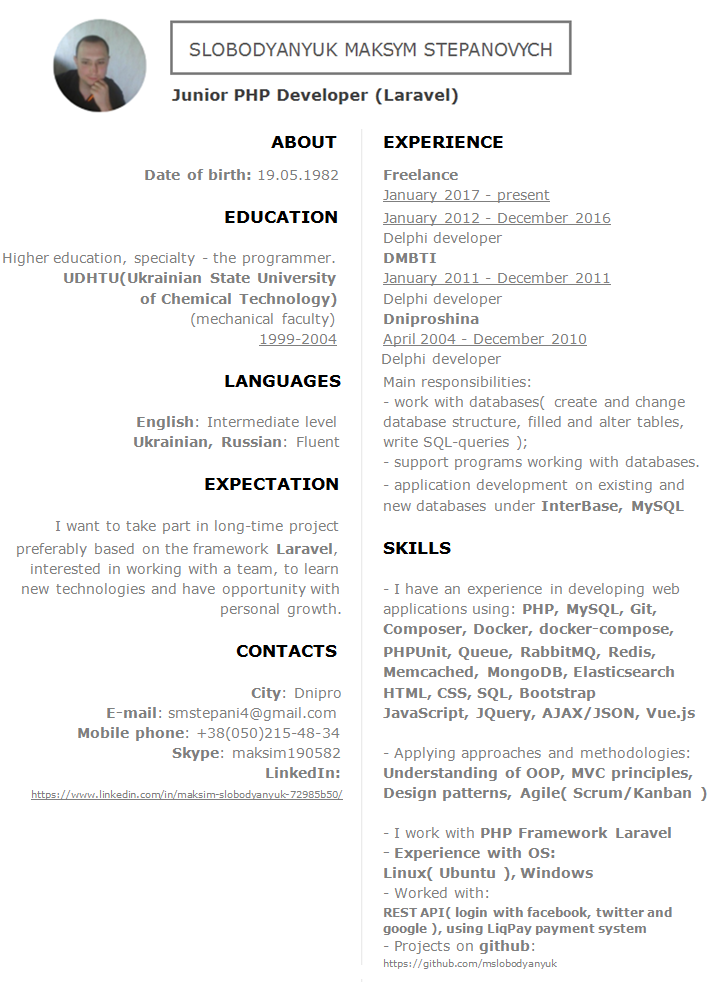 SLOBODYANYUK MAKSYM STEPANOVYCH
Junior PHP Developer (Laravel)
ABOUT
Date of birth: 19.05.1982
EDUCATION
Higher education, specialty - the programmer.
UDHTU(Ukrainian State University
of Chemical Technology)
(mechanical faculty)
1999-2004
LANGUAGES
English: Intermediate level
Ukrainian, Russian: Fluent
EXPECTATION
I want to take part in long-time project
preferably based on the framework Laravel,
interested in working with a team, to learn
new technologies and have opportunity with
personal growth.
CONTACTS
City: Dnipro
E-mail: smstepani4@gmail.com
Mobile phone: +38(050)215-48-34
Skype: maksim190582
LinkedIn:
https://www.linkedin.com/in/maksim-slobodyanyuk-72985b50/
EXPERIENCE
Freelance
January 2017 - present
January 2012 - December 2016
Delphi developer
DMBTI
January 2011 - December 2011
Delphi developer
Dniproshina
April 2004 - December 2010
Delphi developer
Main responsibilities:
- work with databases( create and change
database structure, filled and alter tables,
write SQL-queries );
- support programs working with databases.
- application development on existing and
new databases under InterBase, MySQL
SKILLS
- I have an experience in developing web
applications using: PHP, MySQL, Git,
Composer, Docker, docker-compose,
PHPUnit, Queue, RabbitMQ, Redis,
Memcached, MongoDB, Elasticsearch
HTML, CSS, SQL, Bootstrap
JavaScript, JQuery, AJAX/JSON, Vue.js
- Applying approaches and methodologies:
Understanding of OOP, MVC principles,
Design patterns, Agile( Scrum/Kanban )
- I work with PHP Framework Laravel
- Experience with OS:
Linux( Ubuntu ), Windows
- Worked with:
REST API( login with facebook, twitter and
google ), using LiqPay payment system
- Projects on github:
https://github.com/mslobodyanyuk